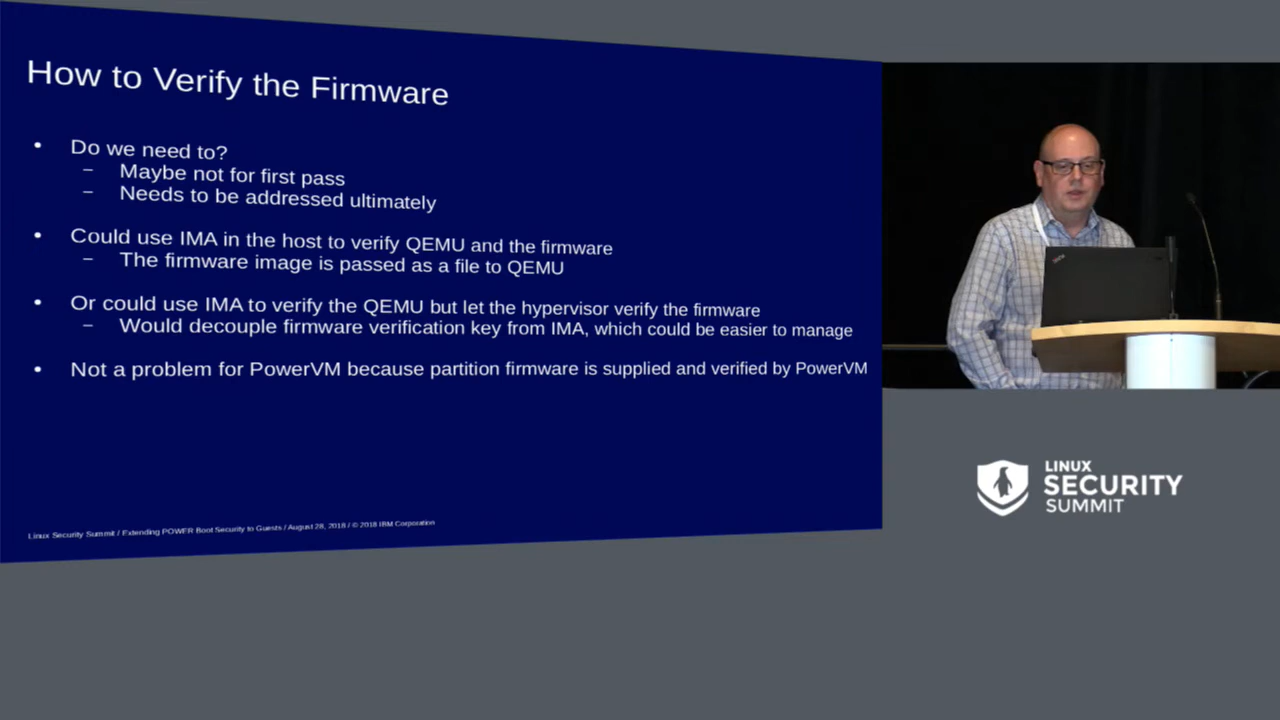 How to Verify the Firmware
• Do we need to?
– Maybe not for first pass
– Needs to be addressed ultimately
• Could use IMA in the host to verify QEMU and the firmware
– The firmware image is passed as a file to QEMU
• Or could use IMA to verify the QEMU but let the hypervisor verify the firmware
– Would decouple firmware verification key from IMA, which could be easier to manage
• Not a problem for PowerVM because partition firmware is supplied and verified by PowerVM
Linux Security Summit / Extending POWER Boot Security to Guests / August 28, 2018 / © 2018 IBM Corporation
LINUX
SECURITY
SUMMIT